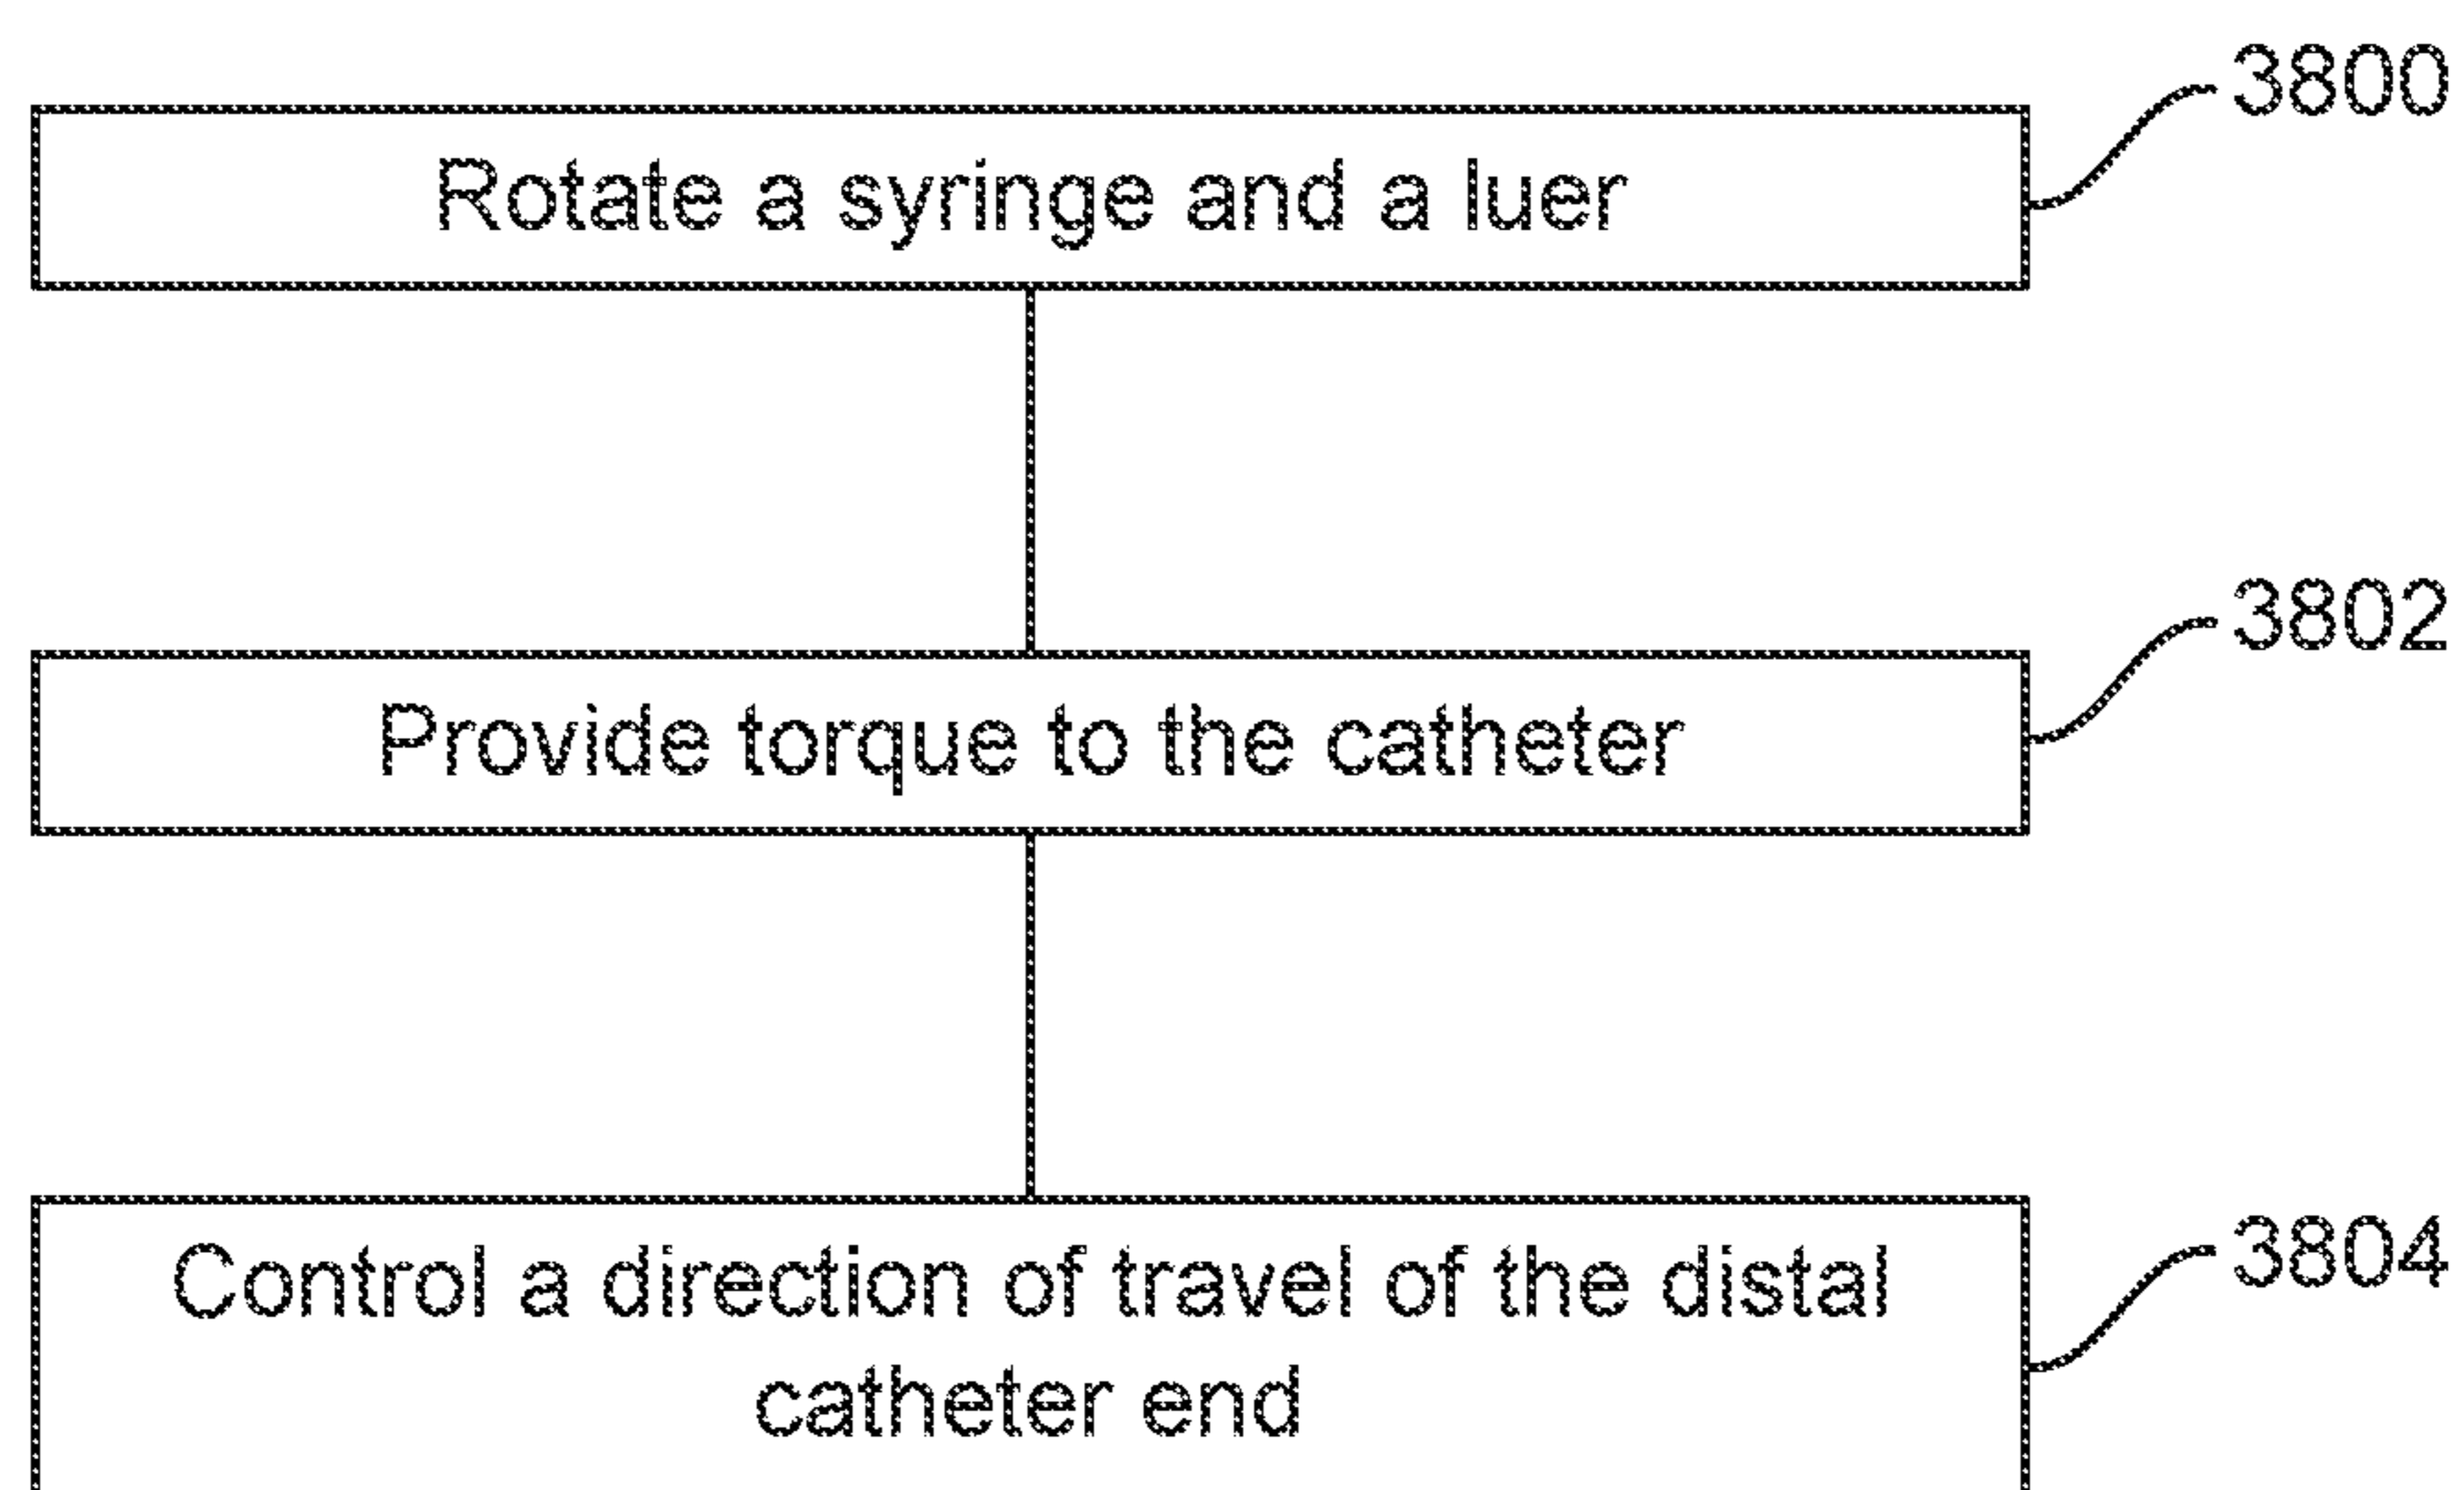 3800
Rotate a syringe and a luer
3802
Provide torque to the catheter
3804
Control a direction of travel of the distal
catheter end